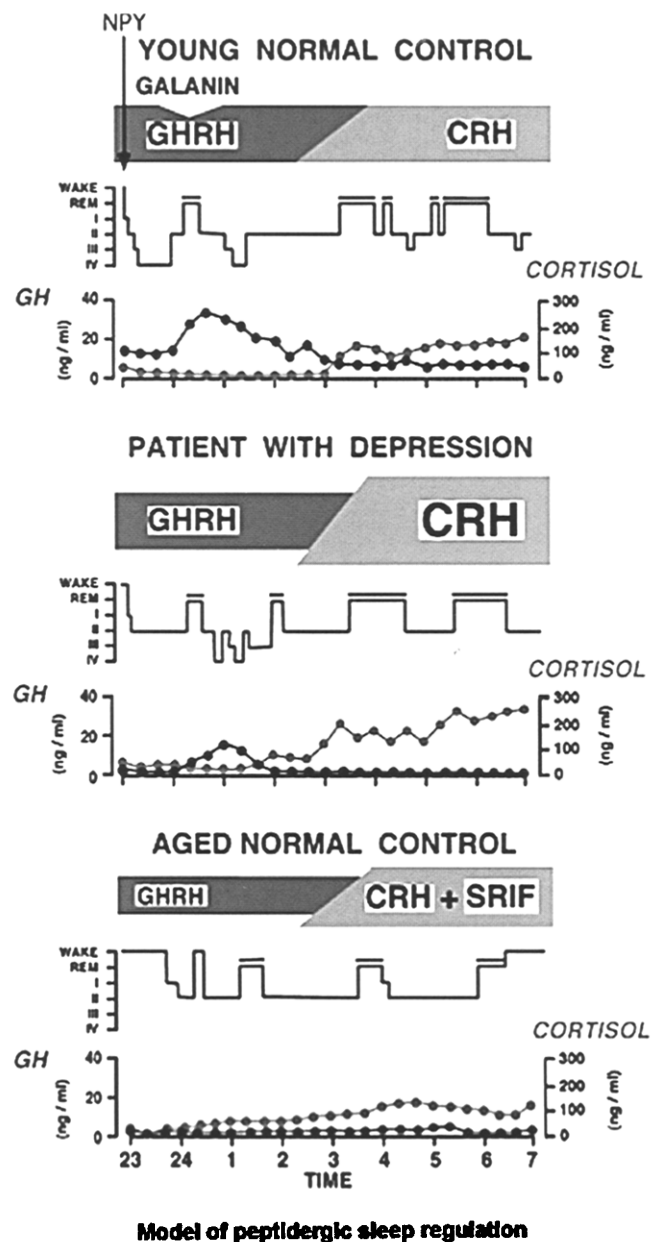 NPY
YOUNG NORMAL CONTROL
GALANIN
GHRH CRH
WAKE
REM
I
II
III
IV
CORTISOL
GH
(ng / ml)
40
20
0
300
200
100
0
(ng / ml)
PATIENT WITH DEPRESSION
GHRH CRH
WAKE
REM
I
II
III
IV
CORTISOL
GH
(ng / ml)
40
20
0
300
200
100
0
(ng / ml)
AGED NORMAL CONTROL
GHRH CRH + SRIF
WAKE
REM
I
II
III
IV
CORTISOL
GH
(ng / ml)
40
20
0
300
200
100
0
(ng / ml)
23 24 1 2 3 4 5 6 7
TIME
Model of peptidergic sleep regulation